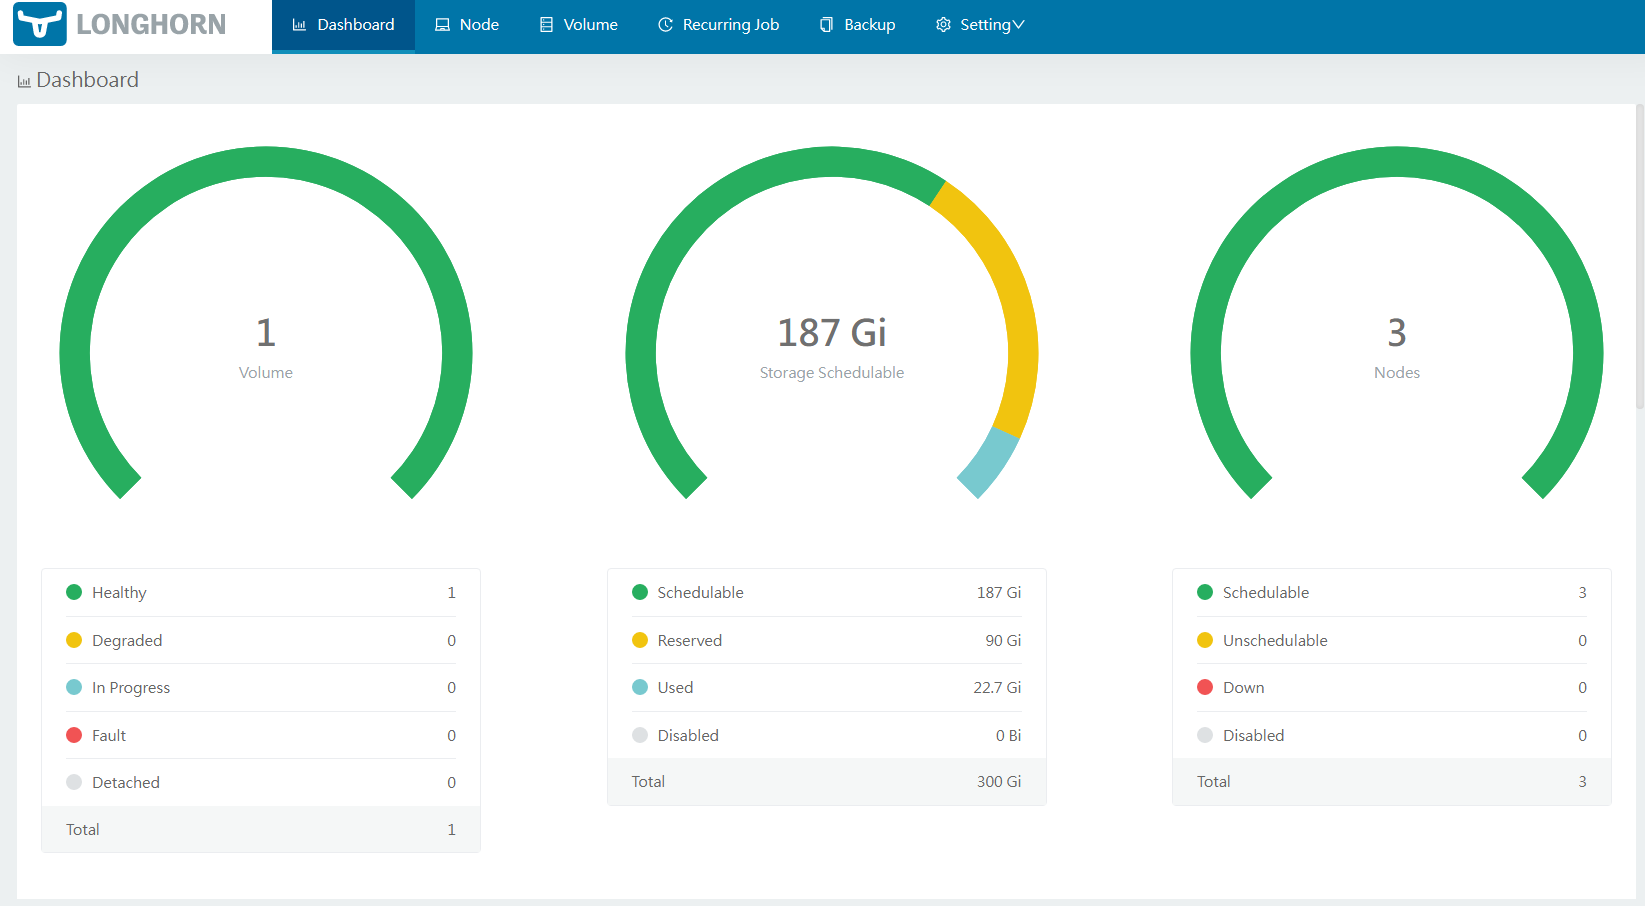 LONGHORN
Dashboard Node Volume Recurring Job Backup Setting
Dashboard
1
Volume
187 Gi
Storage Schedulable
3
Nodes
Healthy 1
Degraded 0
In Progress 0
Fault 0
Detached 0
Total 1
Schedulable 187 Gi
Reserved 90 Gi
Used 22.7 Gi
Disabled 0 Bi
Total 300 Gi
Schedulable 3
Unschedulable 0
Down 0
Disabled 0
Total 3